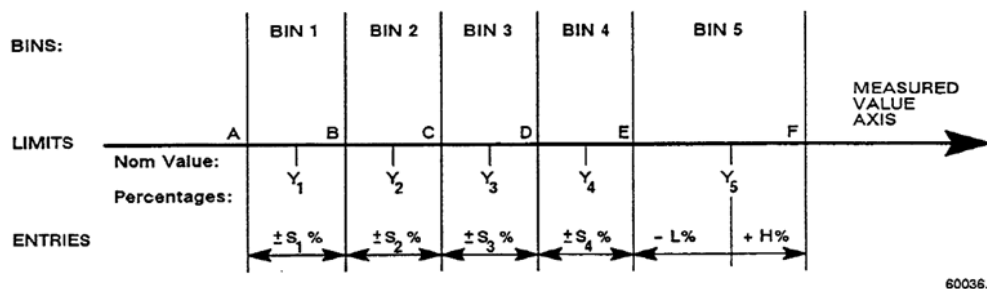 BINS: BIN 1 BIN 2 BIN 3 BIN 4 BIN 5
MEASURED
VALUE
AXIS
LIMITS A B C D E F
Nom Value: Y1 Y2 Y3 Y4 Y5
Percentages:
ENTRIES ±S1 % ±S2 % ±S3 % ±S4 % – L% + H%
60036.